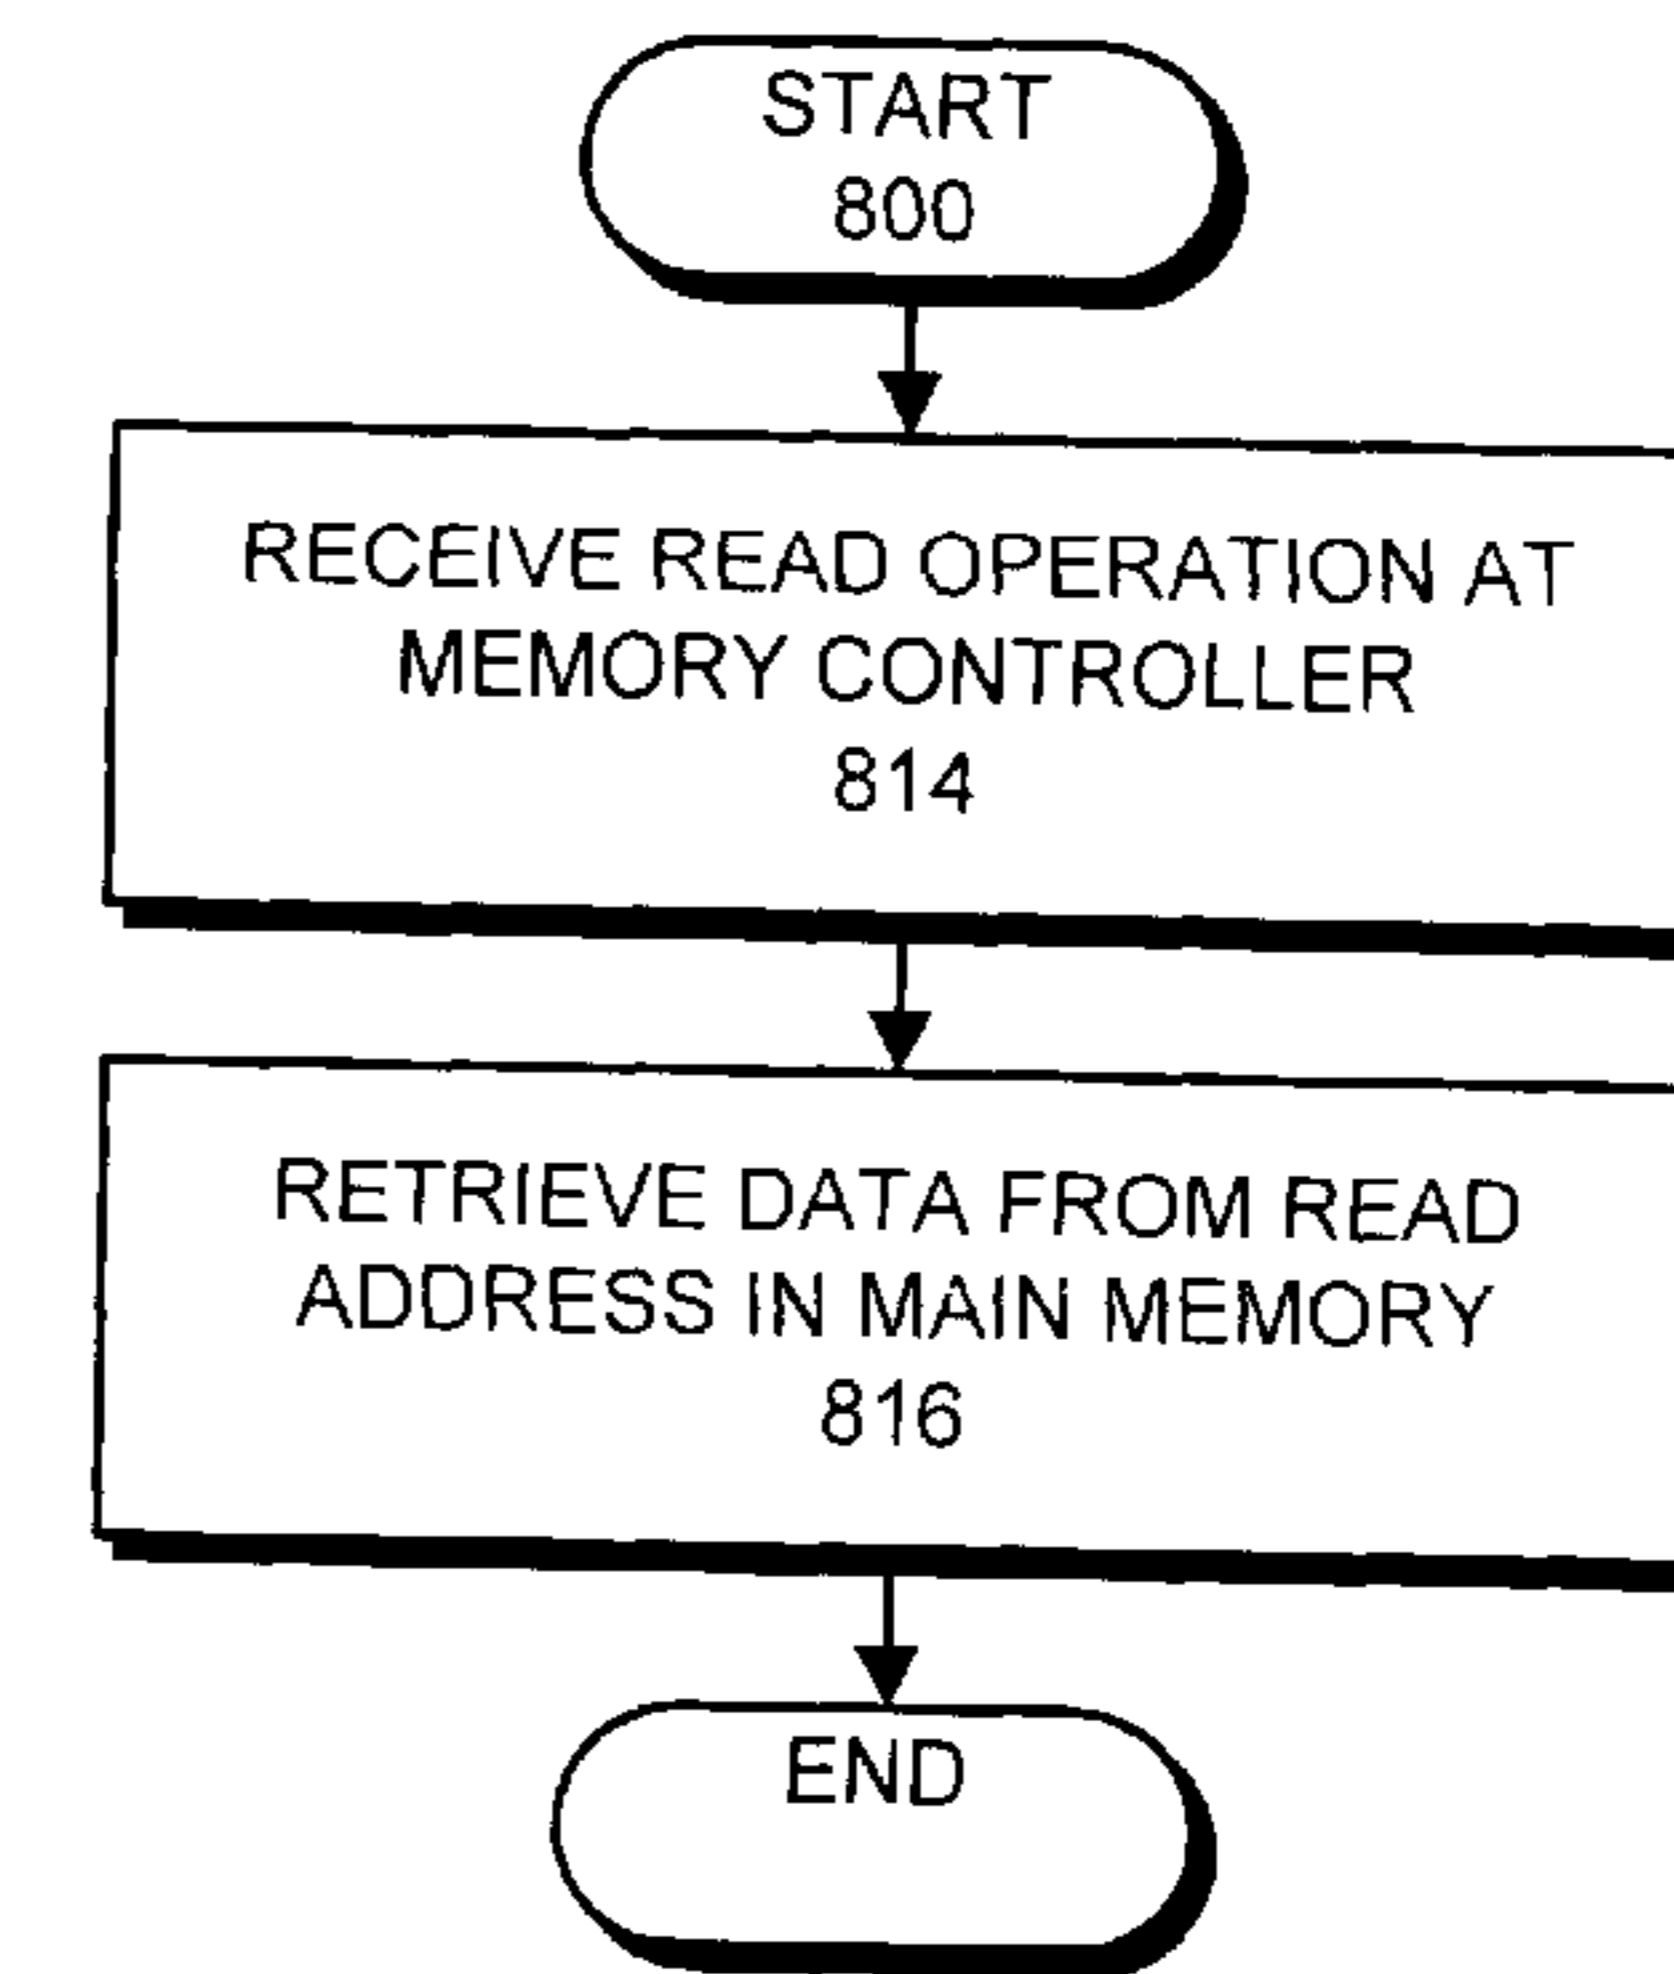 START
800
RECEIVE READ OPERATION AT
MEMORY CONTROLLER
814
RETRIEVE DATA FROM READ
ADDRESS IN MAIN MEMORY
816
END